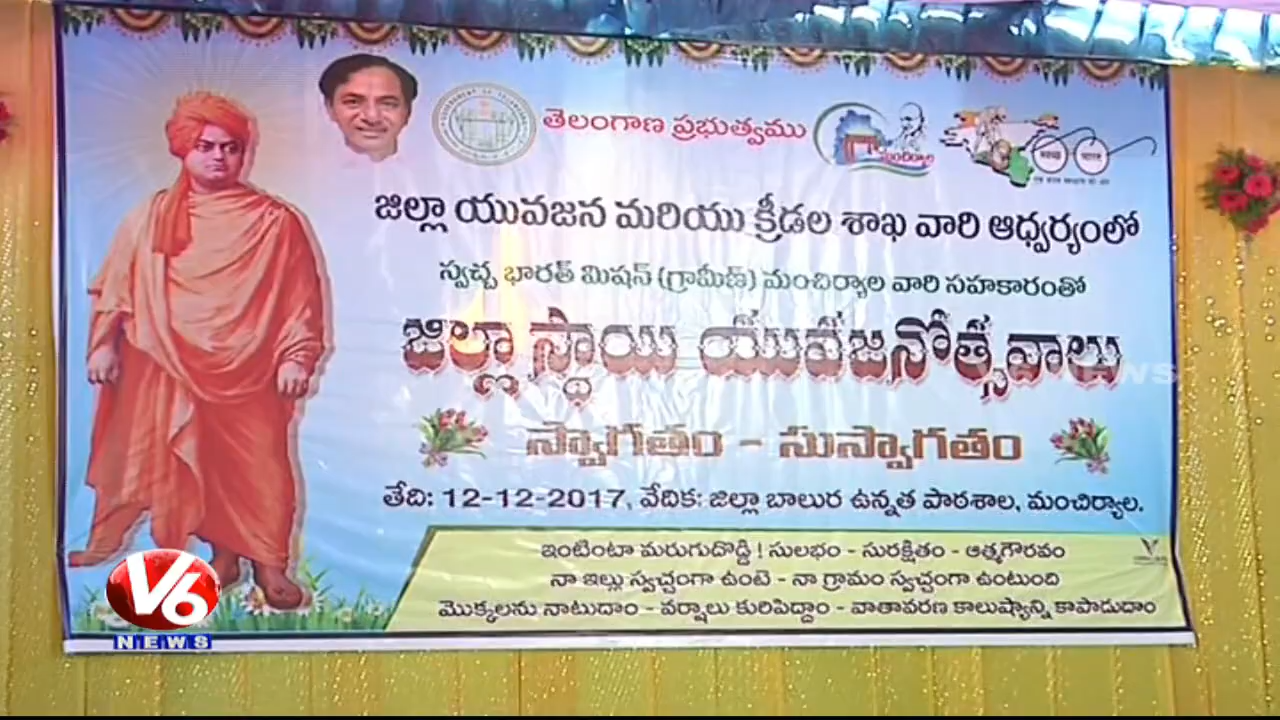 తెలంగాణ ప్రభుత్వము
మంచిర్యాల
జిల్లా యువజన మరియు క్రీడల శాఖ వారి ఆధ్వర్యంలో
స్వచ్ఛ భారత్ మిషన్ (గ్రామీణ్) మంచిర్యాల వారి సహకారంతో
జిల్లా స్థాయి యువజనోత్సవాలు
స్వాగతం - సుస్వాగతం
తేది: 12-12-2017, వేదిక: జిల్లా బాలుర ఉన్నత పాఠశాల, మంచిర్యాల.
ఇంటింటా మరుగుదొడ్డి ! సులభం - సురక్షితం - ఆత్మగౌరవం
నా ఇల్లు స్వచ్ఛంగా ఉంటె - నా గ్రామం స్వచ్ఛంగా ఉంటుంది
మొక్కలను నాటుదాం - వర్షాలు కురిపిద్దాం - వాతావరణ కాలుష్యాన్ని కాపాడుదాం
V6
NEWS